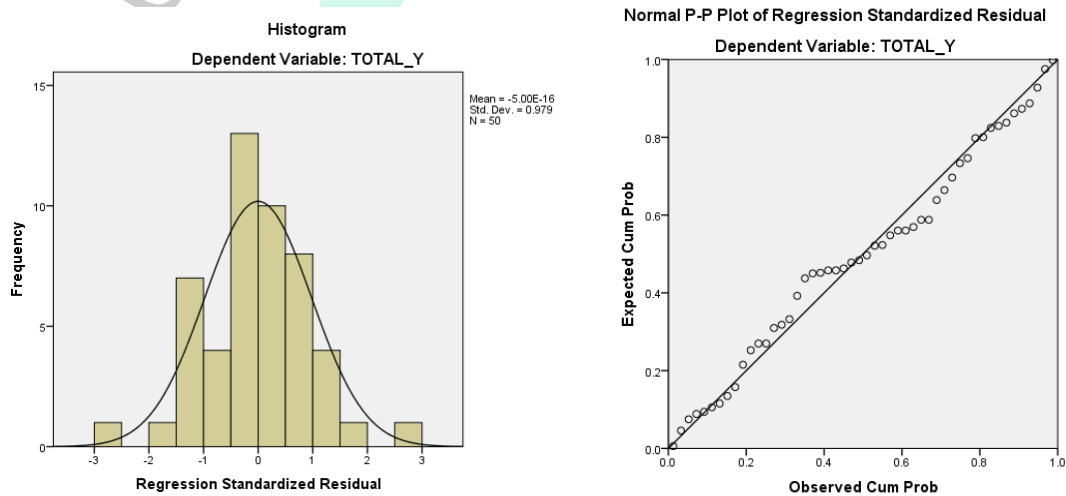 Histogram
Dependent Variable: TOTAL_Y
Mean = -5.00E-16
Std. Dev. = 0.979
N = 50
Frequency
15
10
5
0
-3 -2 -1 0 1 2 3
Regression Standardized Residual
Normal P-P Plot of Regression Standardized Residual
Dependent Variable: TOTAL_Y
Expected Cum Prob
1.0
0.8
0.6
0.4
0.2
0.0
0.0 0.2 0.4 0.6 0.8 1.0
Observed Cum Prob